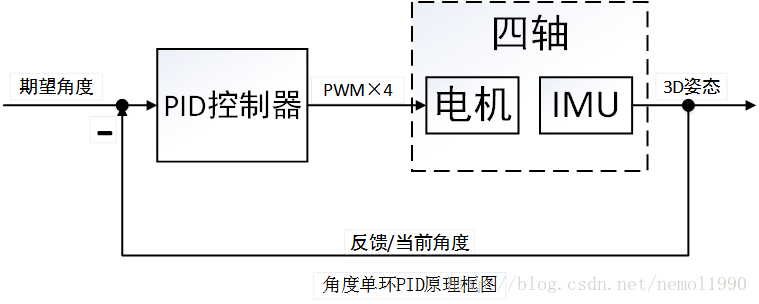 四轴
期望角度
PID控制器
PWM×4
电机
IMU
3D姿态
反馈/当前角度
角度单环PID原理框图
://blog.csdn.net/nemol1990